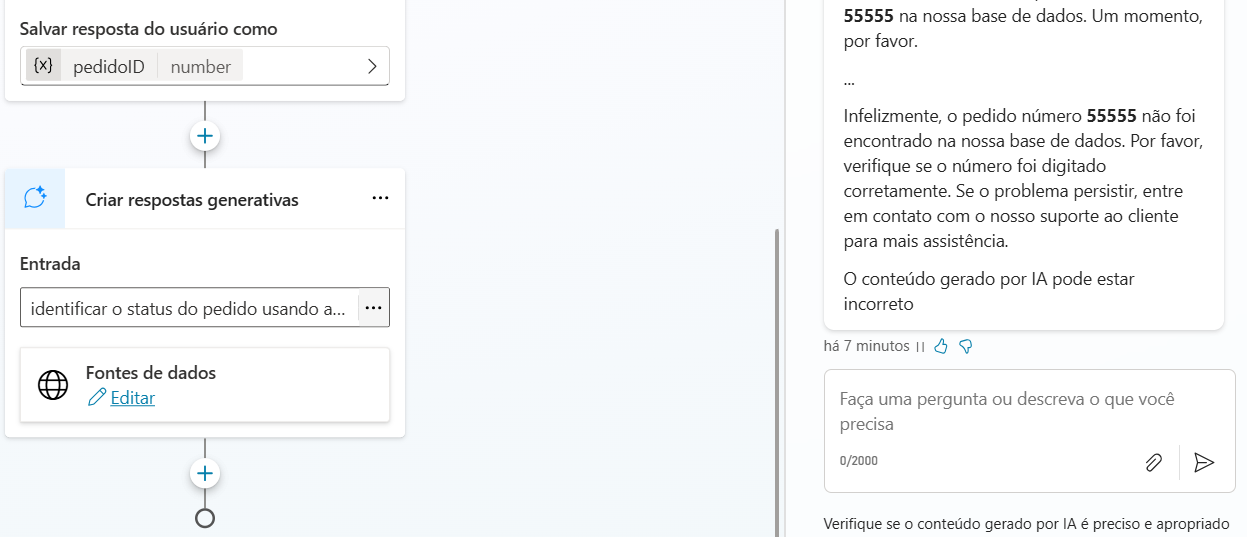 Salvar resposta do usuário como
{x} pedidoID number
Criar respostas generativas
Entrada
identificar o status do pedido usando a...
Fontes de dados
Editar
55555 na nossa base de dados. Um momento,
por favor.
...
Infelizmente, o pedido número 55555 não foi
encontrado na nossa base de dados. Por favor,
verifique se o número foi digitado
corretamente. Se o problema persistir, entre
em contato com o nosso suporte ao cliente
para mais assistência.
O conteúdo gerado por IA pode estar
incorreto
há 7 minutos
Faça uma pergunta ou descreva o que você
precisa
0/2000
Verifique se o conteúdo gerado por IA é preciso e apropriado